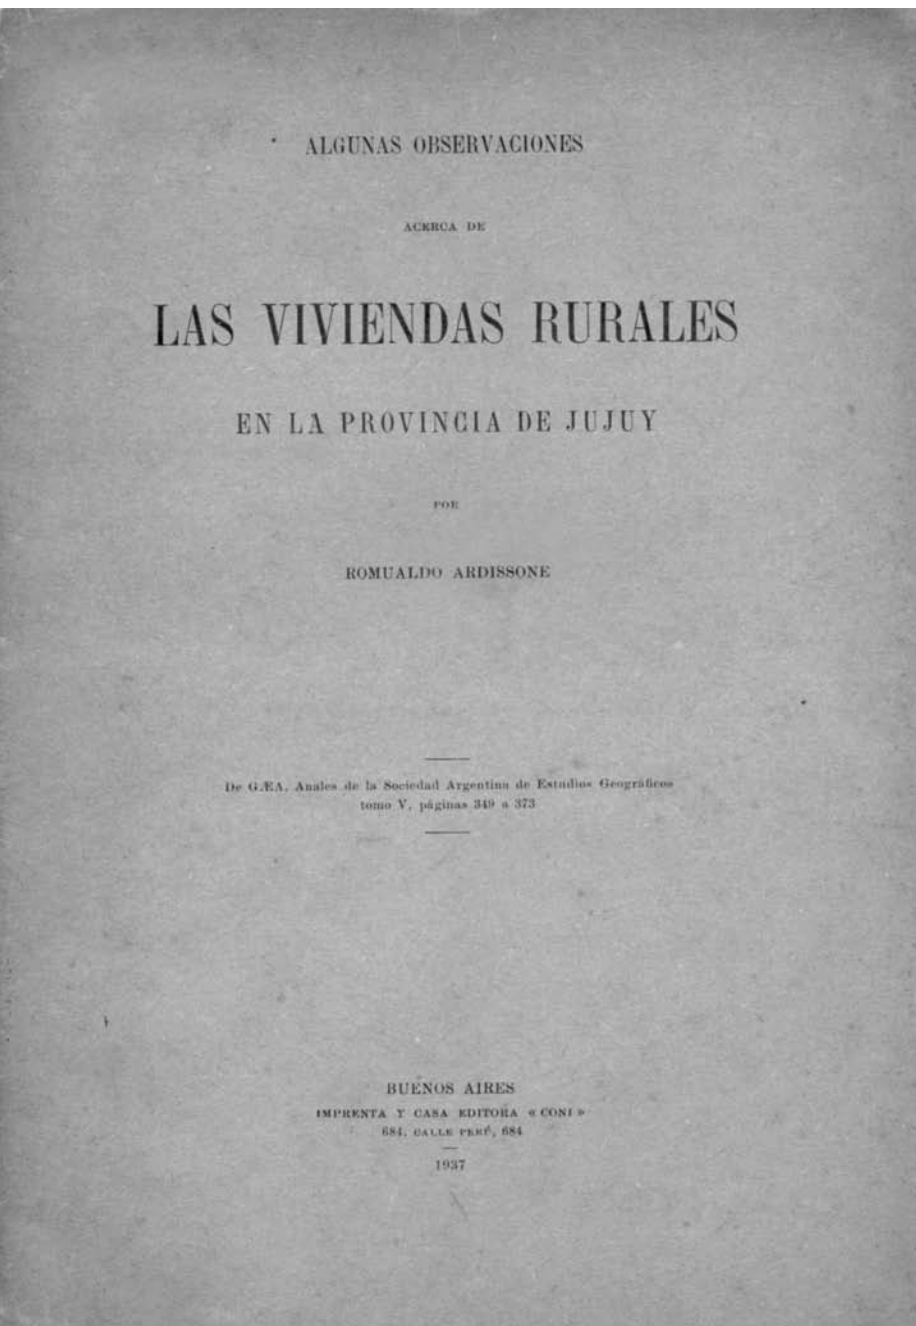 ALGUNAS OBSERVACIONES
ACERCA DE
LAS VIVIENDAS RURALES
EN LA PROVINCIA DE JUJUY
POR
ROMUALDO ARDISSONE
De GÆA, Anales de la Sociedad Argentina de Estudios Geográficos
tomo V, páginas 349 a 373
BUENOS AIRES
IMPRENTA Y CASA EDITORA « CONI »
684, CALLE PERÚ, 684
1937